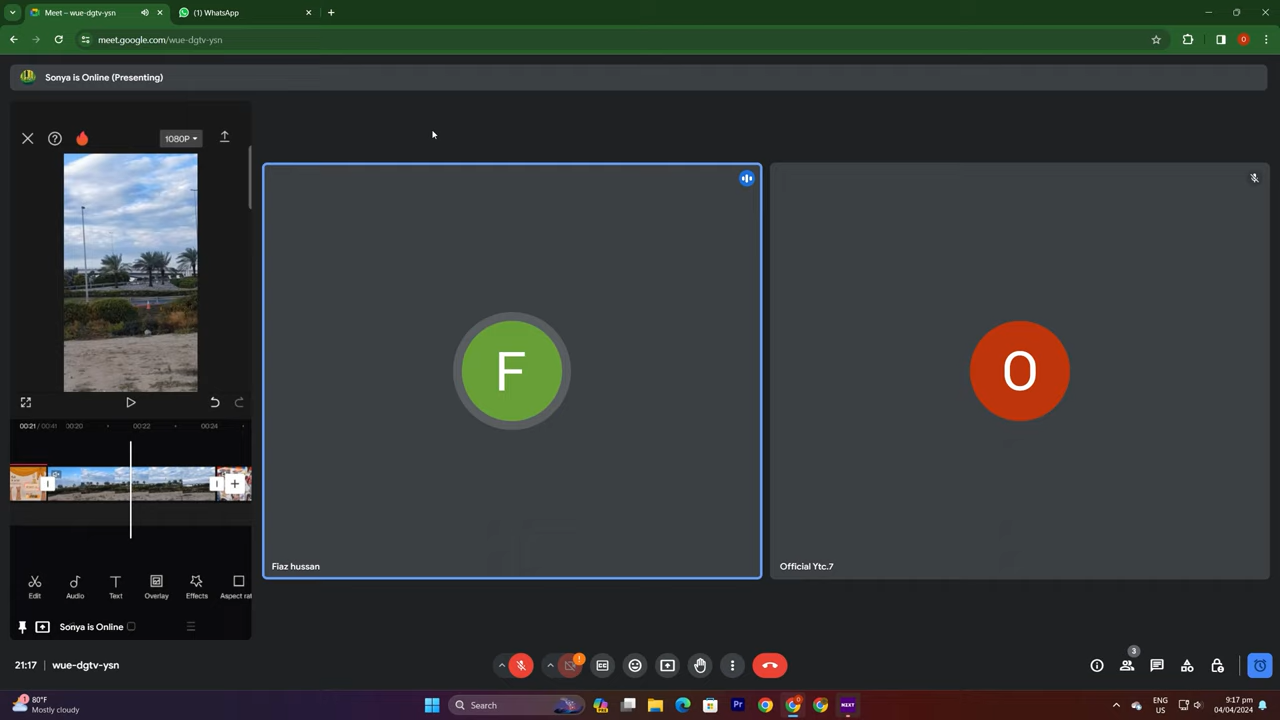 Meet – wue-dgtv-ysn
(1) WhatsApp
meet.google.com/wue-dgtv-ysn
O
Sonya is Online (Presenting)
1080P
F
O
Fiaz hussan
Official Ytc.7
00:21 / 00:41 00:20 00:22 00:24
Edit Audio Text Overlay Effects Aspect rat
Sonya is Online
21:17 | wue-dgtv-ysn
3
80°F
Mostly cloudy
Search
Pr
NEXT
ENG
US
9:17 pm
04/04/2024